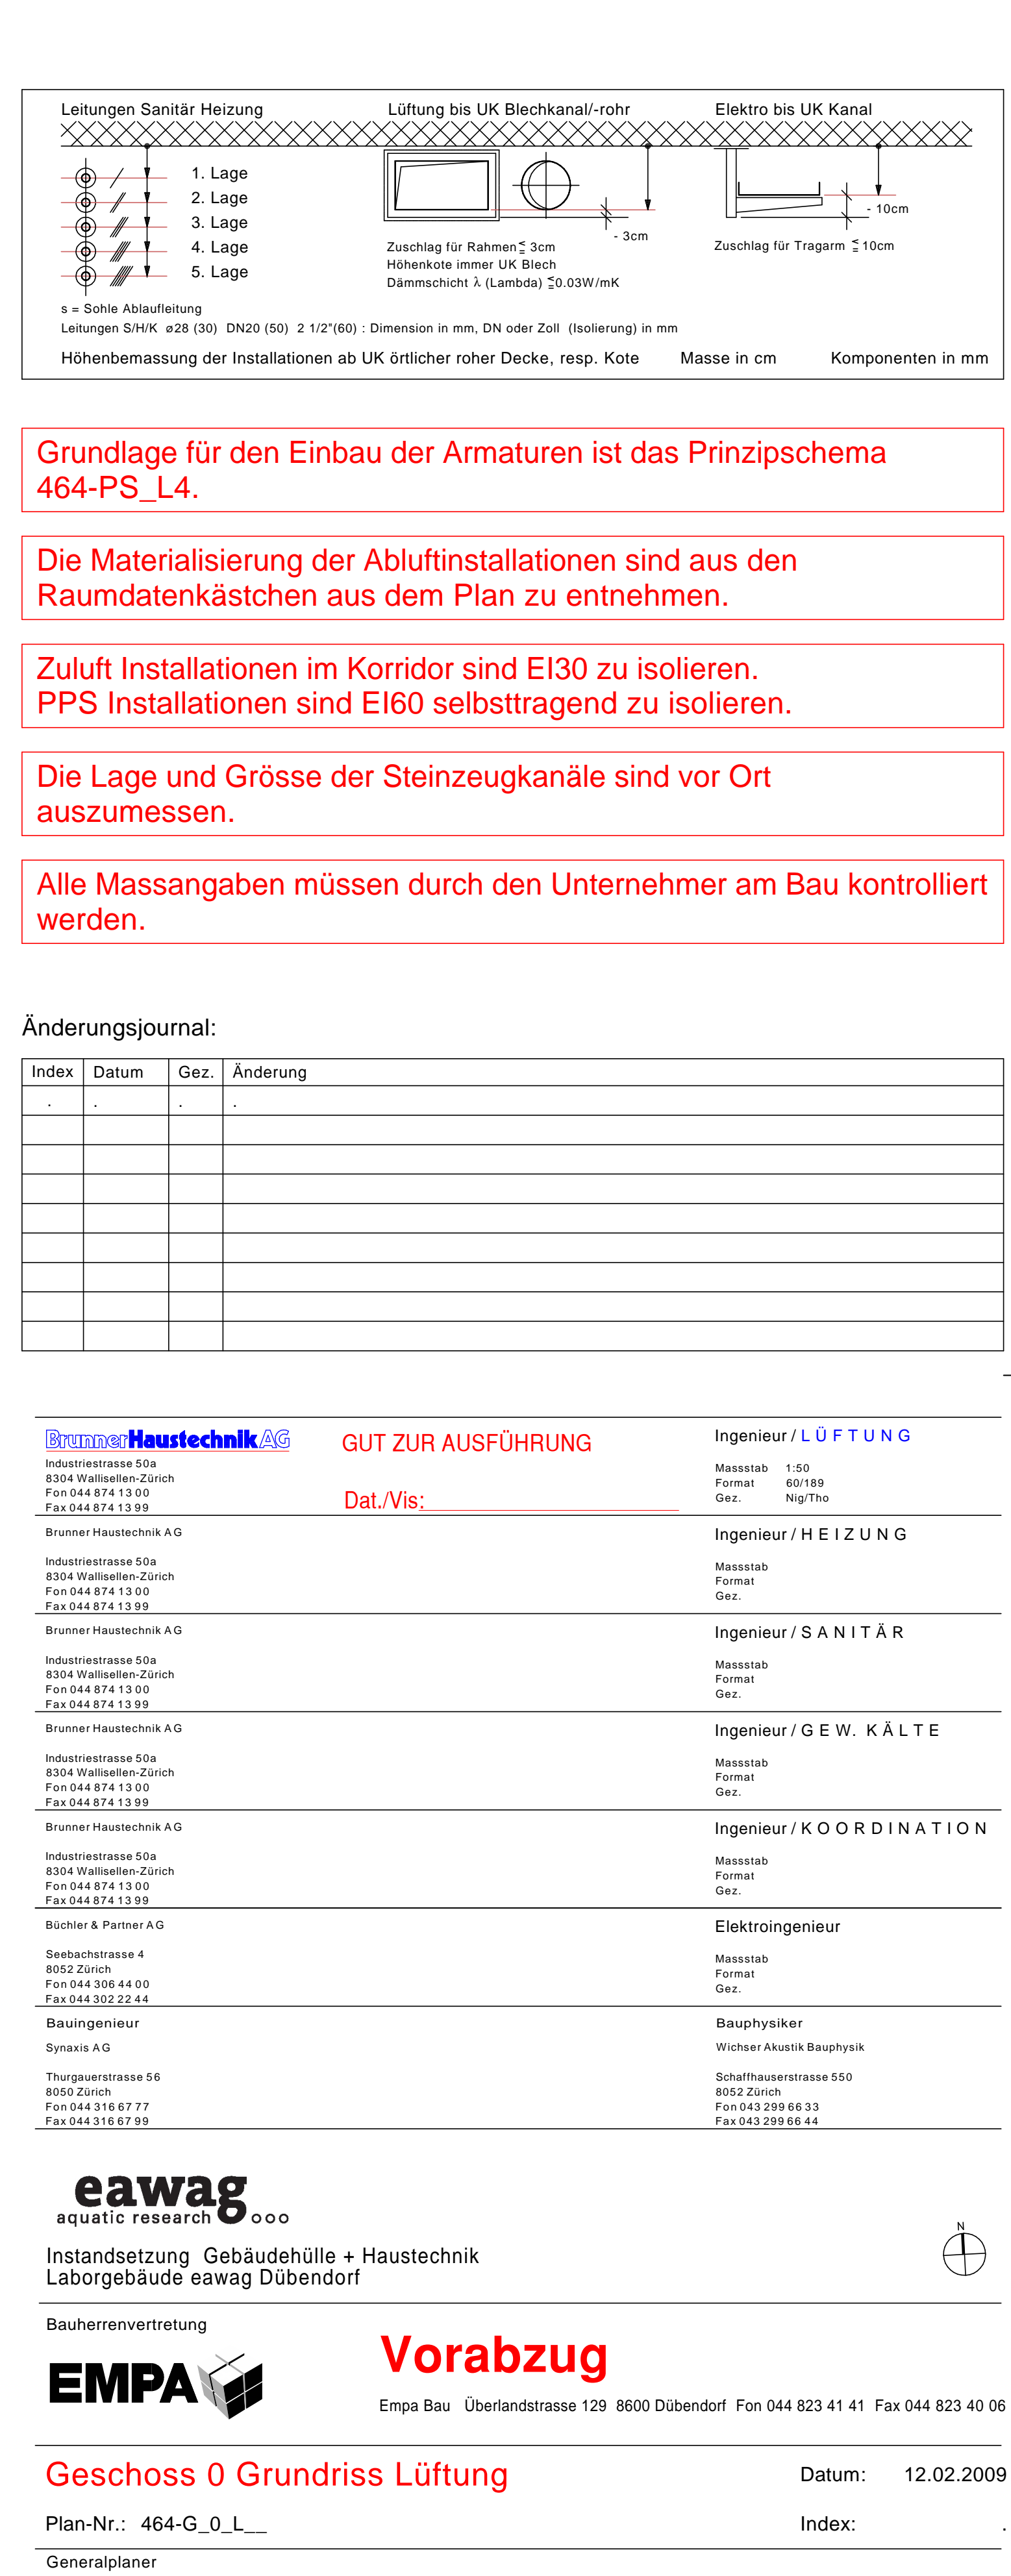 Leitungen Sanitär Heizung
Lüftung bis UK Blechkanal/-rohr
Elektro bis UK Kanal
1. Lage
2. Lage
3. Lage
4. Lage
5. Lage
- 3cm
- 10cm
Zuschlag für Rahmen ≦ 3cm
Höhenkote immer UK Blech
Dämmschicht λ (Lambda) ≦0.03W/mK
Zuschlag für Tragarm ≦ 10cm
s = Sohle Ablaufleitung
Leitungen S/H/K ø28 (30) DN20 (50) 2 1/2"(60) : Dimension in mm, DN oder Zoll (Isolierung) in mm
Höhenbemassung der Installationen ab UK örtlicher roher Decke, resp. Kote Masse in cm Komponenten in mm
Grundlage für den Einbau der Armaturen ist das Prinzipschema
464-PS_L4.
Die Materialisierung der Abluftinstallationen sind aus den
Raumdatenkästchen aus dem Plan zu entnehmen.
Zuluft Installationen im Korridor sind EI30 zu isolieren.
PPS Installationen sind EI60 selbsttragend zu isolieren.
Die Lage und Grösse der Steinzeugkanäle sind vor Ort
auszumessen.
Alle Massangaben müssen durch den Unternehmer am Bau kontrolliert
werden.
Änderungsjournal:
Index Datum Gez. Änderung
. . . .
Brunner Haustechnik AG
Industriestrasse 50a
8304 Wallisellen-Zürich
Fon 044 874 13 00
Fax 044 874 13 99
GUT ZUR AUSFÜHRUNG
Dat./Vis:
Ingenieur / LÜFTUNG
Massstab 1:50
Format 60/189
Gez. Nig/Tho
Brunner Haustechnik AG
Industriestrasse 50a
8304 Wallisellen-Zürich
Fon 044 874 13 00
Fax 044 874 13 99
Ingenieur / HEIZUNG
Massstab
Format
Gez.
Brunner Haustechnik AG
Industriestrasse 50a
8304 Wallisellen-Zürich
Fon 044 874 13 00
Fax 044 874 13 99
Ingenieur / SANITÄR
Massstab
Format
Gez.
Brunner Haustechnik AG
Industriestrasse 50a
8304 Wallisellen-Zürich
Fon 044 874 13 00
Fax 044 874 13 99
Ingenieur / GEW. KÄLTE
Massstab
Format
Gez.
Brunner Haustechnik AG
Industriestrasse 50a
8304 Wallisellen-Zürich
Fon 044 874 13 00
Fax 044 874 13 99
Ingenieur / KOORDINATION
Massstab
Format
Gez.
Büchler & Partner AG
Seebachstrasse 4
8052 Zürich
Fon 044 306 44 00
Fax 044 302 22 44
Elektroingenieur
Massstab
Format
Gez.
Bauingenieur
Synaxis AG
Thurgauerstrasse 56
8050 Zürich
Fon 044 316 67 77
Fax 044 316 67 99
Bauphysiker
Wichser Akustik Bauphysik
Schaffhauserstrasse 550
8052 Zürich
Fon 043 299 66 33
Fax 043 299 66 44
eawag
aquatic research
N
Instandsetzung Gebäudehülle + Haustechnik
Laborgebäude eawag Dübendorf
Bauherrenvertretung
EMPA
Vorabzug
Empa Bau Überlandstrasse 129 8600 Dübendorf Fon 044 823 41 41 Fax 044 823 40 06
Geschoss 0 Grundriss Lüftung
Datum: 12.02.2009
Plan-Nr.: 464-G_0_L__
Index: .
Generalplaner